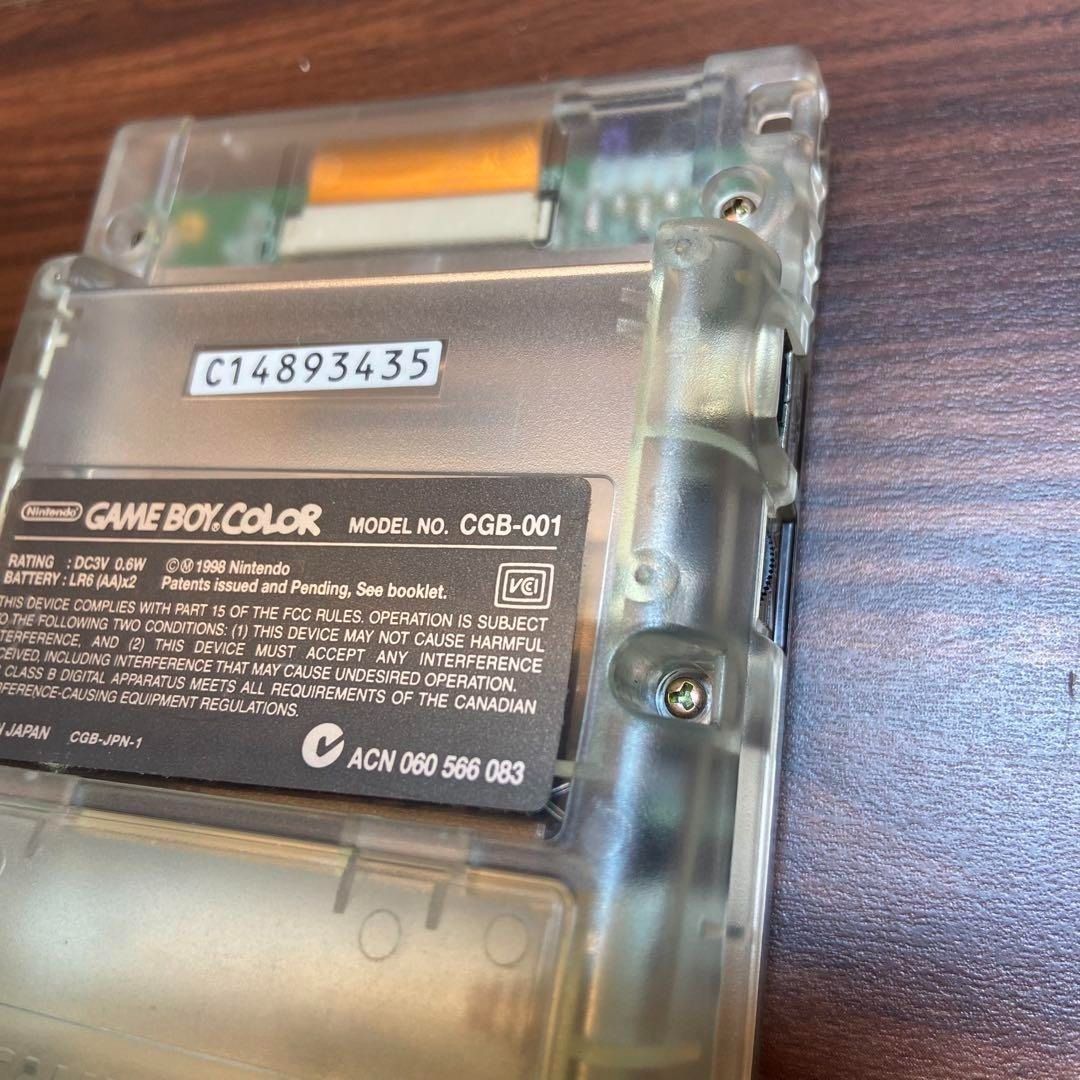 C14893435
Nintendo GAME BOY COLOR MODEL NO. CGB-001
RATING : DC3V 0.6W ©Ⓜ 1998 Nintendo
BATTERY : LR6 (AA)x2 Patents issued and Pending, See booklet.
VCI
THIS DEVICE COMPLIES WITH PART 15 OF THE FCC RULES. OPERATION IS SUBJECT
TO THE FOLLOWING TWO CONDITIONS: (1) THIS DEVICE MAY NOT CAUSE HARMFUL
TERFERENCE, AND (2) THIS DEVICE MUST ACCEPT ANY INTERFERENCE
CEIVED, INCLUDING INTERFERENCE THAT MAY CAUSE UNDESIRED OPERATION.
CLASS B DIGITAL APPARATUS MEETS ALL REQUIREMENTS OF THE CANADIAN
FERENCE-CAUSING EQUIPMENT REGULATIONS.
N JAPAN CGB-JPN-1
ACN 060 566 083